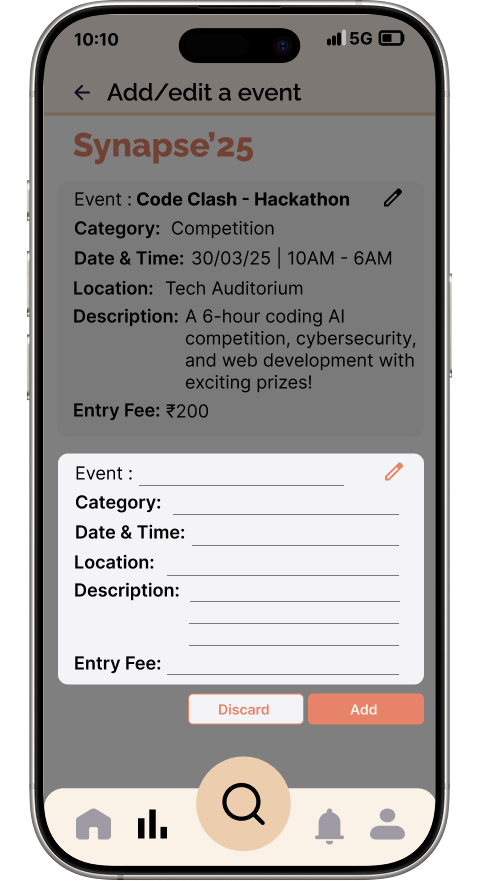 10:10 5G
Add/edit a event
Synapse’25
Event : Code Clash - Hackathon
Category: Competition
Date & Time: 30/03/25 | 10AM - 6AM
Location: Tech Auditorium
Description: A 6-hour coding AI
competition, cybersecurity,
and web development with
exciting prizes!
Entry Fee: ₹200
Event :
Category:
Date & Time:
Location:
Description:
Entry Fee:
Discard Add